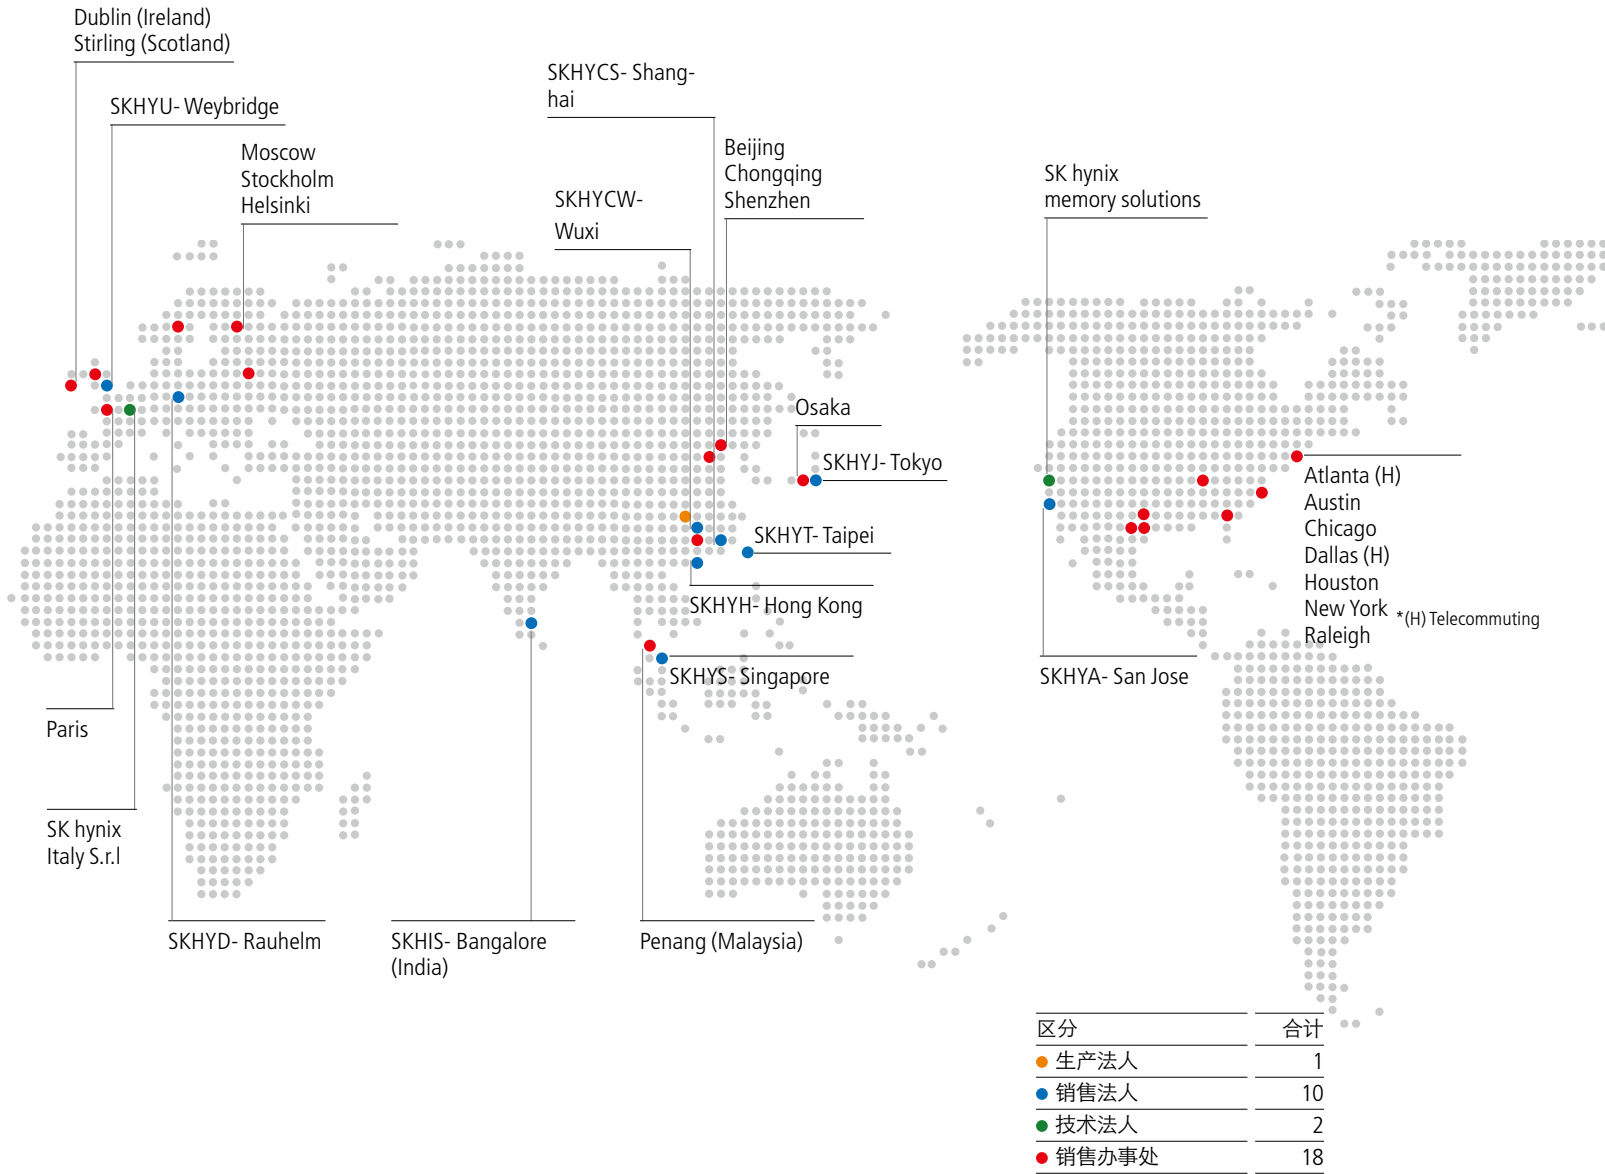 Dublin (Ireland)
Stirling (Scotland)
SKHYU- Weybridge
Moscow
Stockholm
Helsinki
SKHYCS- Shang-
hai
SKHYCW-
Wuxi
Beijing
Chongqing
Shenzhen
SK hynix
memory solutions
Osaka
SKHYJ- Tokyo
SKHYT- Taipei
SKHYH- Hong Kong
SKHYS- Singapore
Atlanta (H)
Austin
Chicago
Dallas (H)
Houston
New York *(H) Telecommuting
Raleigh
SKHYA- San Jose
Paris
SK hynix
Italy S.r.l
SKHYD- Rauhelm
SKHIS- Bangalore
(India)
Penang (Malaysia)
区分 合计
生产法人 1
销售法人 10
技术法人 2
销售办事处 18